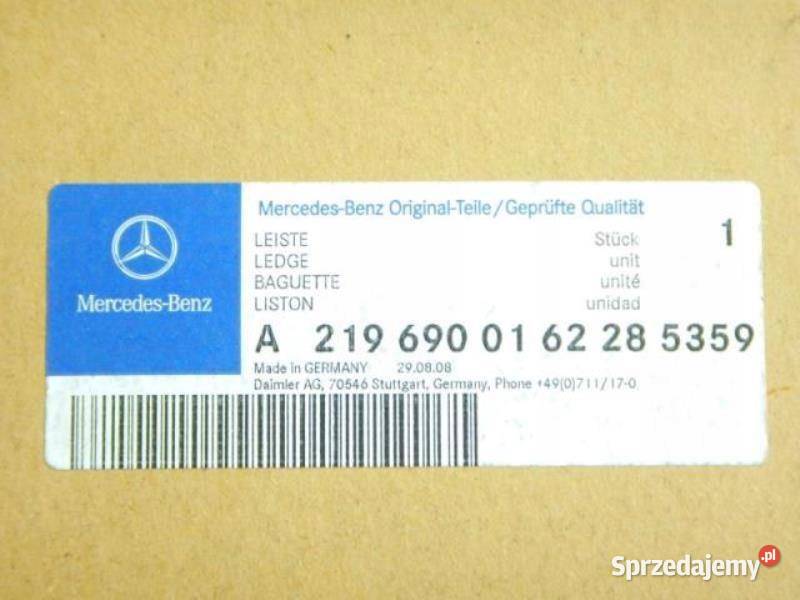 Mercedes-Benz
Mercedes-Benz Original-Teile/Geprüfte Qualität
LEISTE Stück 1
LEDGE unit
BAGUETTE unité
LISTON unidad
A 219 690 01 62 28 5359
Made in GERMANY 29.08.08
Daimler AG, 70546 Stuttgart, Germany, Phone +49(0)711/17-0
Sprzedajemy.pl